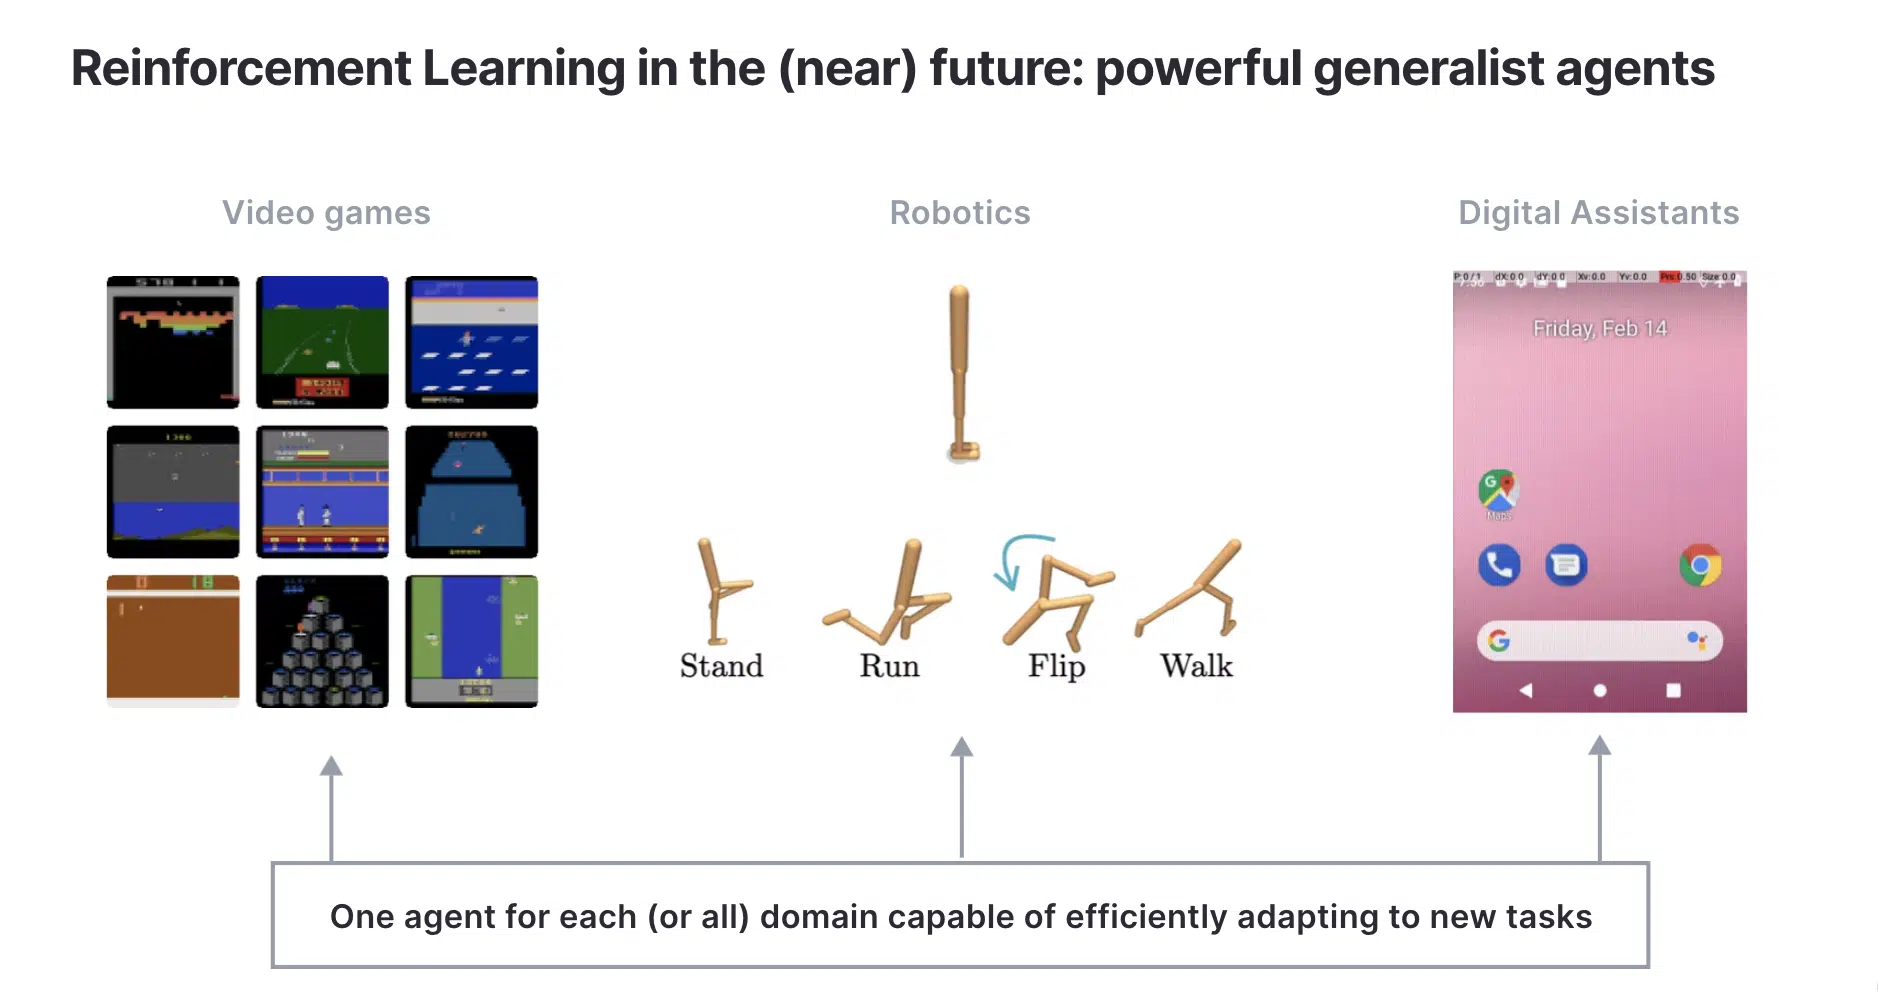 Reinforcement Learning in the (near) future: powerful generalist agents
Video games
Robotics
Digital Assistants
P:0/1 dX:0.0 dY:0.0 Xv:0.0 Yv:0.0 Prs:0.50 Size:0.0
7:36
Friday, Feb 14
Maps
Stand Run Flip Walk
One agent for each (or all) domain capable of efficiently adapting to new tasks